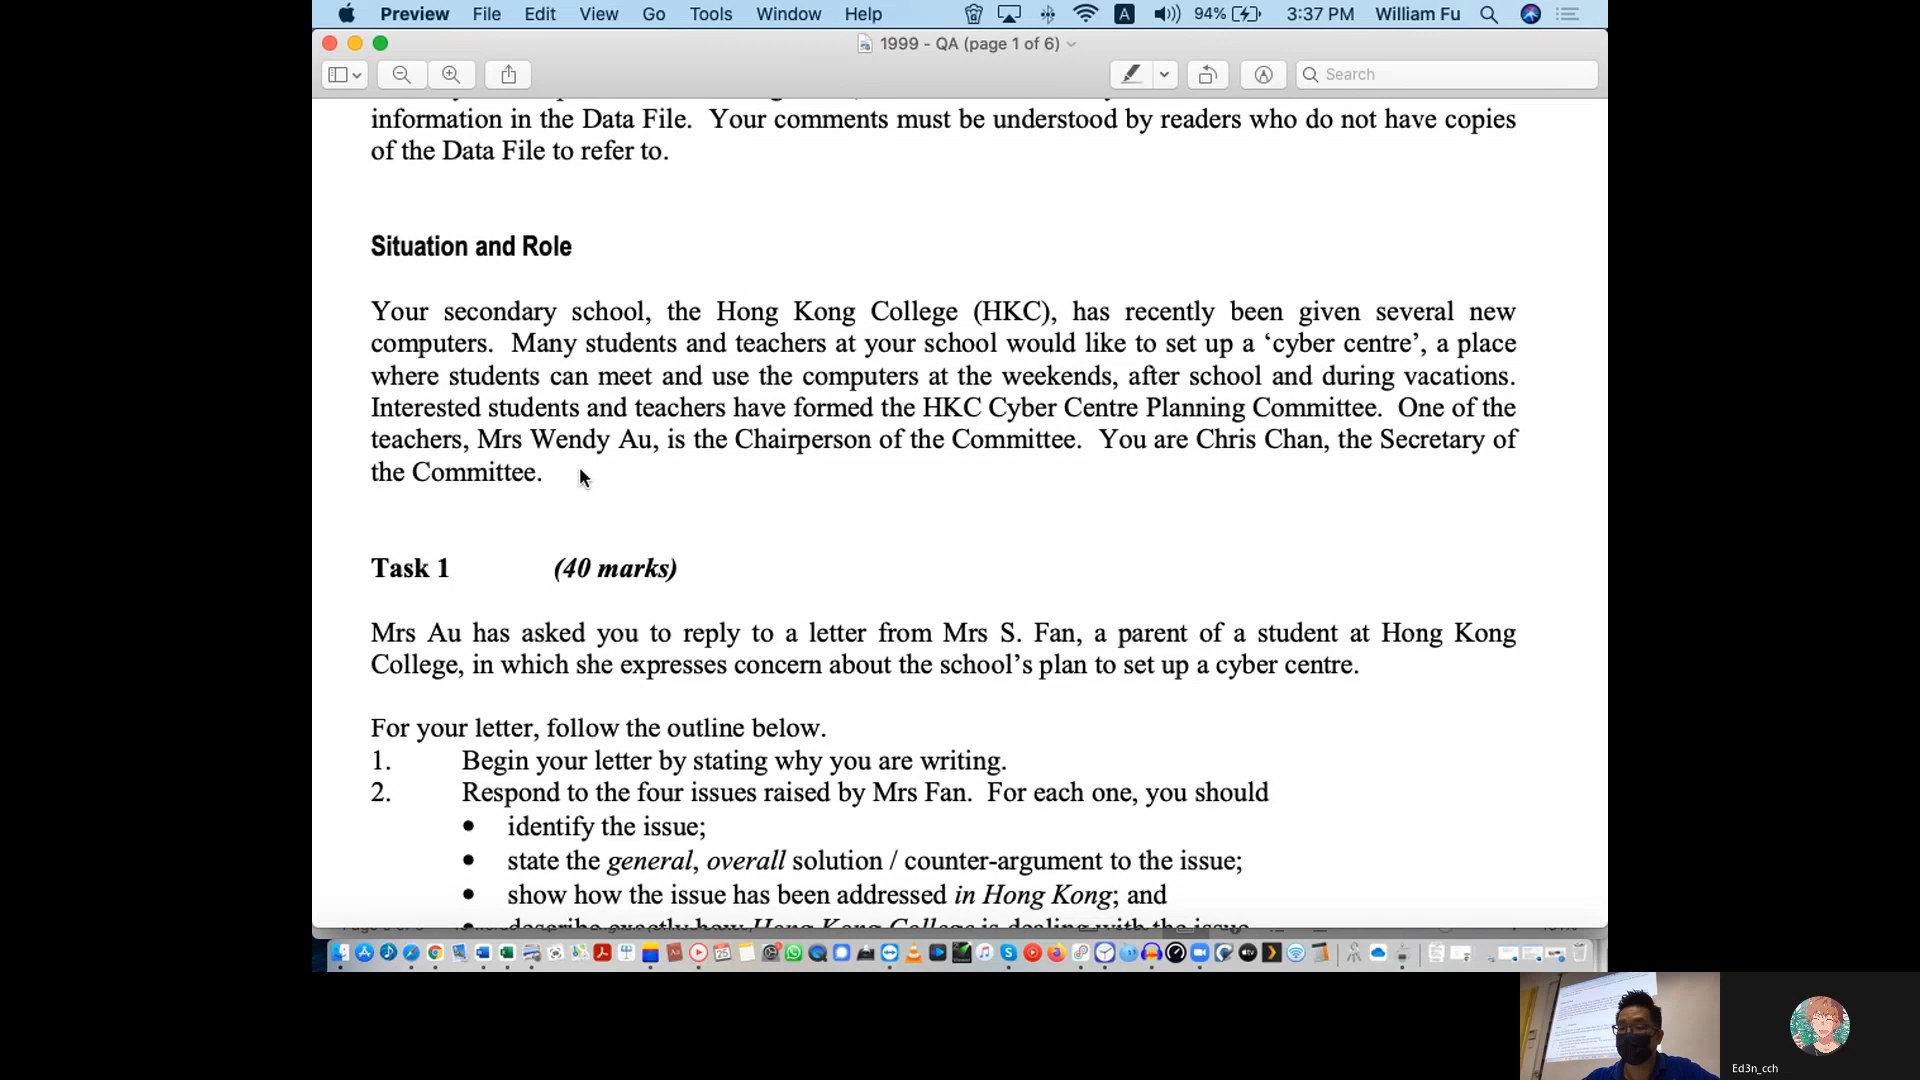 Preview File Edit View Go Tools Window Help 94% 3:37 PM William Fu
1999 - QA (page 1 of 6)
Search
information in the Data File. Your comments must be understood by readers who do not have copies
of the Data File to refer to.
Situation and Role
Your secondary school, the Hong Kong College (HKC), has recently been given several new
computers. Many students and teachers at your school would like to set up a ‘cyber centre’, a place
where students can meet and use the computers at the weekends, after school and during vacations.
Interested students and teachers have formed the HKC Cyber Centre Planning Committee. One of the
teachers, Mrs Wendy Au, is the Chairperson of the Committee. You are Chris Chan, the Secretary of
the Committee.
Task 1 (40 marks)
Mrs Au has asked you to reply to a letter from Mrs S. Fan, a parent of a student at Hong Kong
College, in which she expresses concern about the school’s plan to set up a cyber centre.
For your letter, follow the outline below.
1. Begin your letter by stating why you are writing.
2. Respond to the four issues raised by Mrs Fan. For each one, you should
• identify the issue;
• state the general, overall solution / counter-argument to the issue;
• show how the issue has been addressed in Hong Kong; and
• describe exactly how Hong Kong College is dealing with the issue
Ed3n_cch